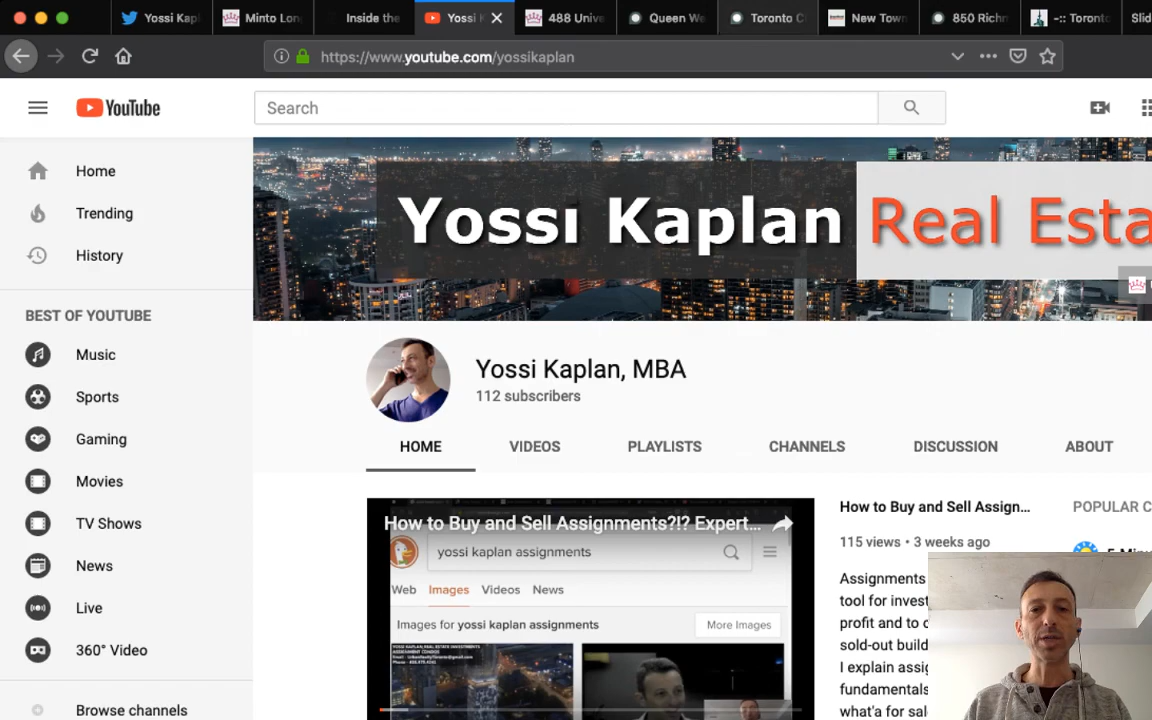 Yossi Kap
Minto Lon
Inside the
Yossi K
488 Unive
Queen We
Toronto C
New Town
850 Richn
-:: Toronto
Slid
https://www.youtube.com/yossikaplan
YouTube
Search
Home
Trending
History
BEST OF YOUTUBE
Music
Sports
Gaming
Movies
TV Shows
News
Live
360° Video
Browse channels
Yossi Kaplan Real Esta
Yossi Kaplan, MBA
112 subscribers
HOME
VIDEOS
PLAYLISTS
CHANNELS
DISCUSSION
ABOUT
How to Buy and Sell Assignments?!? Expert...
yossi kaplan assignments
Web
Images
Videos
News
Images for yossi kaplan assignments
More Images
How to Buy and Sell Assign...
115 views • 3 weeks ago
Assignments
tool for invest
profit and to c
sold-out build
I explain assig
fundamentals
what'a for sal
POPULAR C